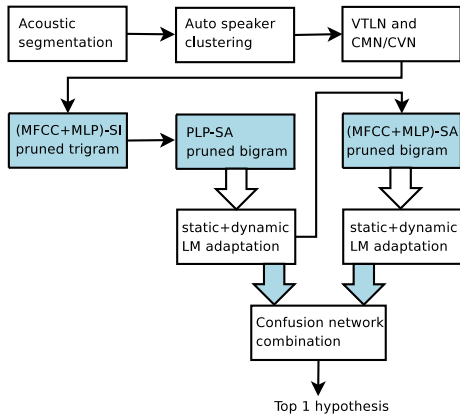 Acoustic
segmentation
Auto speaker
clustering
VTLN and
CMN/CVN
(MFCC+MLP)-SI
pruned trigram
PLP-SA
pruned bigram
(MFCC+MLP)-SA
pruned bigram
static+dynamic
LM adaptation
static+dynamic
LM adaptation
Confusion network
combination
Top 1 hypothesis